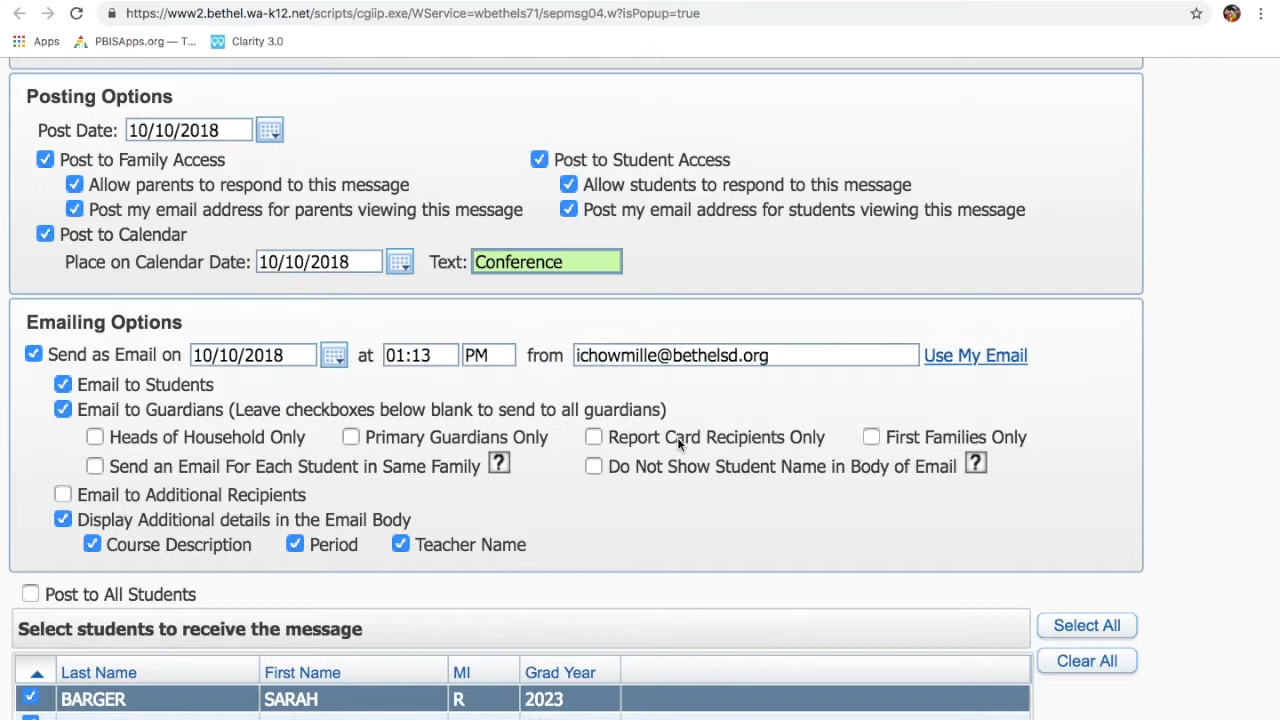 https://www2.bethel.wa-k12.net/scripts/cgiip.exe/WService=wbethels71/sepmsg04.w?isPopup=true
Apps PBISApps.org — T... Clarity 3.0
Posting Options
Post Date: 10/10/2018
Post to Family Access Post to Student Access
Allow parents to respond to this message Allow students to respond to this message
Post my email address for parents viewing this message Post my email address for students viewing this message
Post to Calendar
Place on Calendar Date: 10/10/2018 Text: Conference
Emailing Options
Send as Email on 10/10/2018 at 01:13 PM from ichowmille@bethelsd.org Use My Email
Email to Students
Email to Guardians (Leave checkboxes below blank to send to all guardians)
Heads of Household Only Primary Guardians Only Report Card Recipients Only First Families Only
Send an Email For Each Student in Same Family ? Do Not Show Student Name in Body of Email ?
Email to Additional Recipients
Display Additional details in the Email Body
Course Description Period Teacher Name
Post to All Students
Select students to receive the message Select All
Clear All
Last Name First Name MI Grad Year
BARGER SARAH R 2023